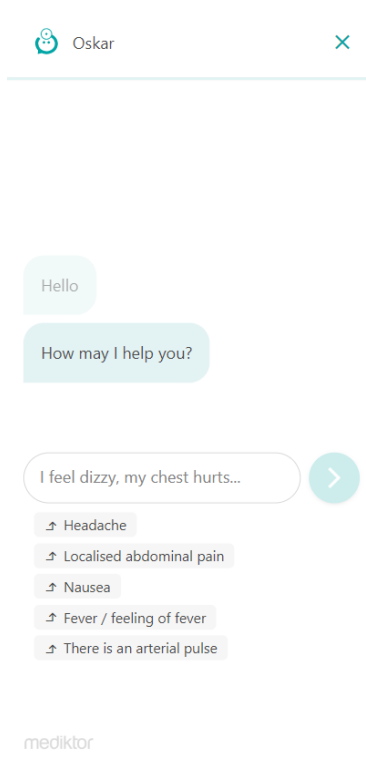 Oskar
Hello
How may I help you?
I feel dizzy, my chest hurts...
Headache
Localised abdominal pain
Nausea
Fever / feeling of fever
There is an arterial pulse
mediktor